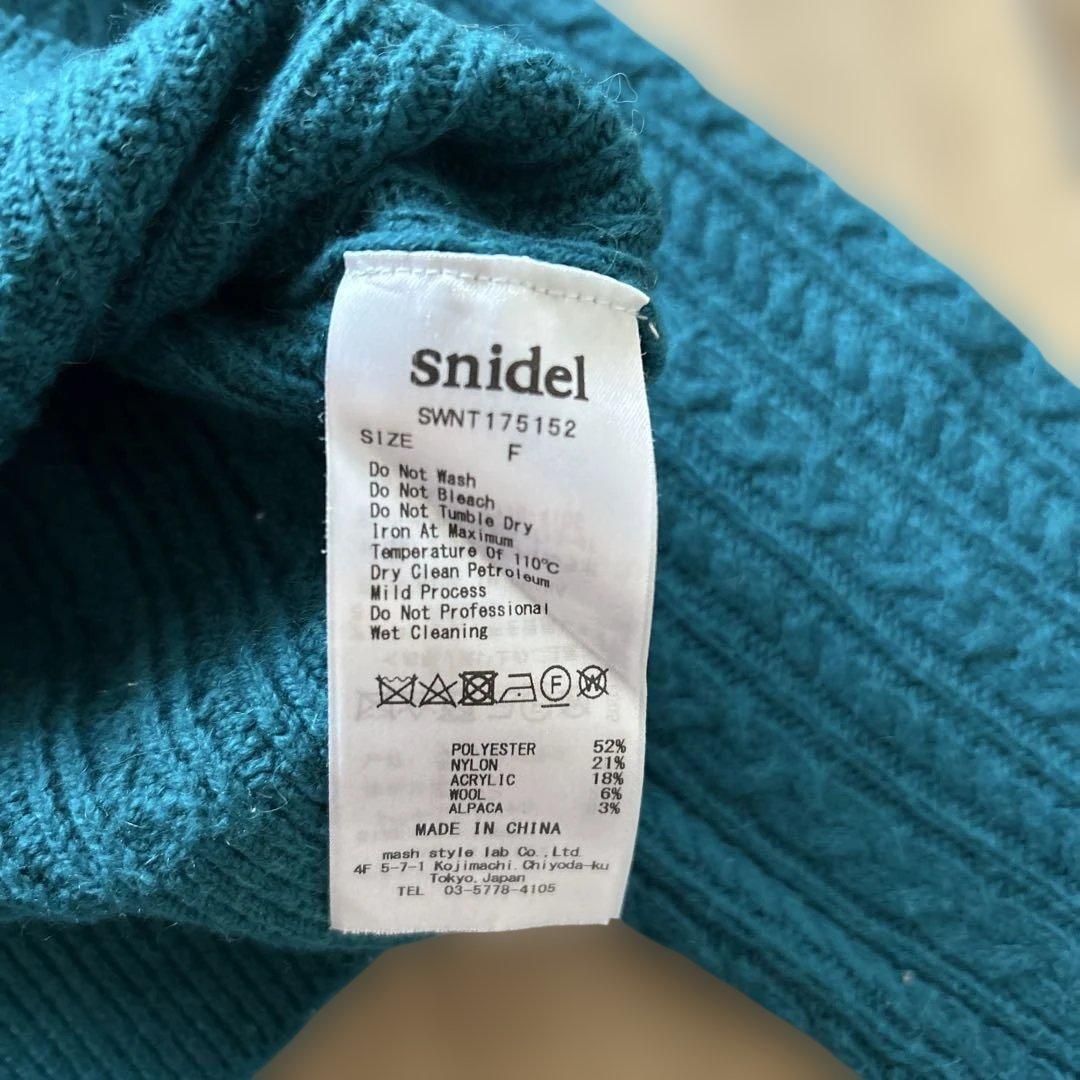 snidel
SWNT175152
SIZE
F
Do Not Wash
Do Not Bleach
Do Not Tumble Dry
Iron At Maximum
Temperature Of 110℃
Dry Clean Petroleum
Mild Process
Do Not Professional
Wet Cleaning
F W
POLYESTER 52%
NYLON 21%
ACRYLIC 18%
WOOL 6%
ALPACA 3%
MADE IN CHINA
mash style lab Co.,Ltd.
4F 5-7-1 Kojimachi.Chiyoda-ku
Tokyo.Japan
TEL 03-5778-4105